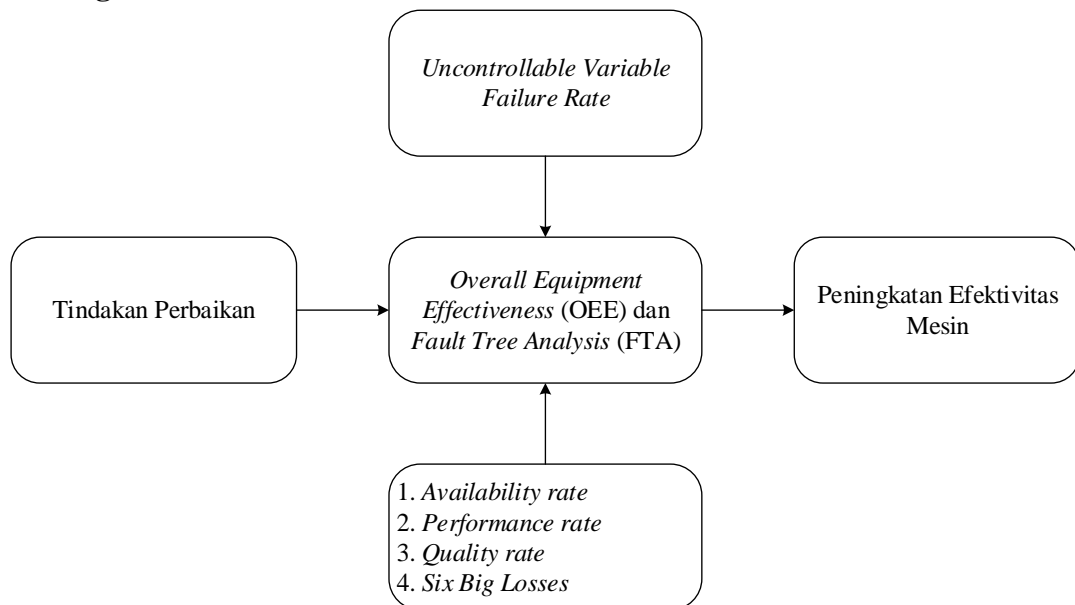 Uncontrollable Variable
Failure Rate
Tindakan Perbaikan
Overall Equipment
Effectiveness (OEE) dan
Fault Tree Analysis (FTA)
Peningkatan Efektivitas
Mesin
1. Availability rate
2. Performance rate
3. Quality rate
4. Six Big Losses